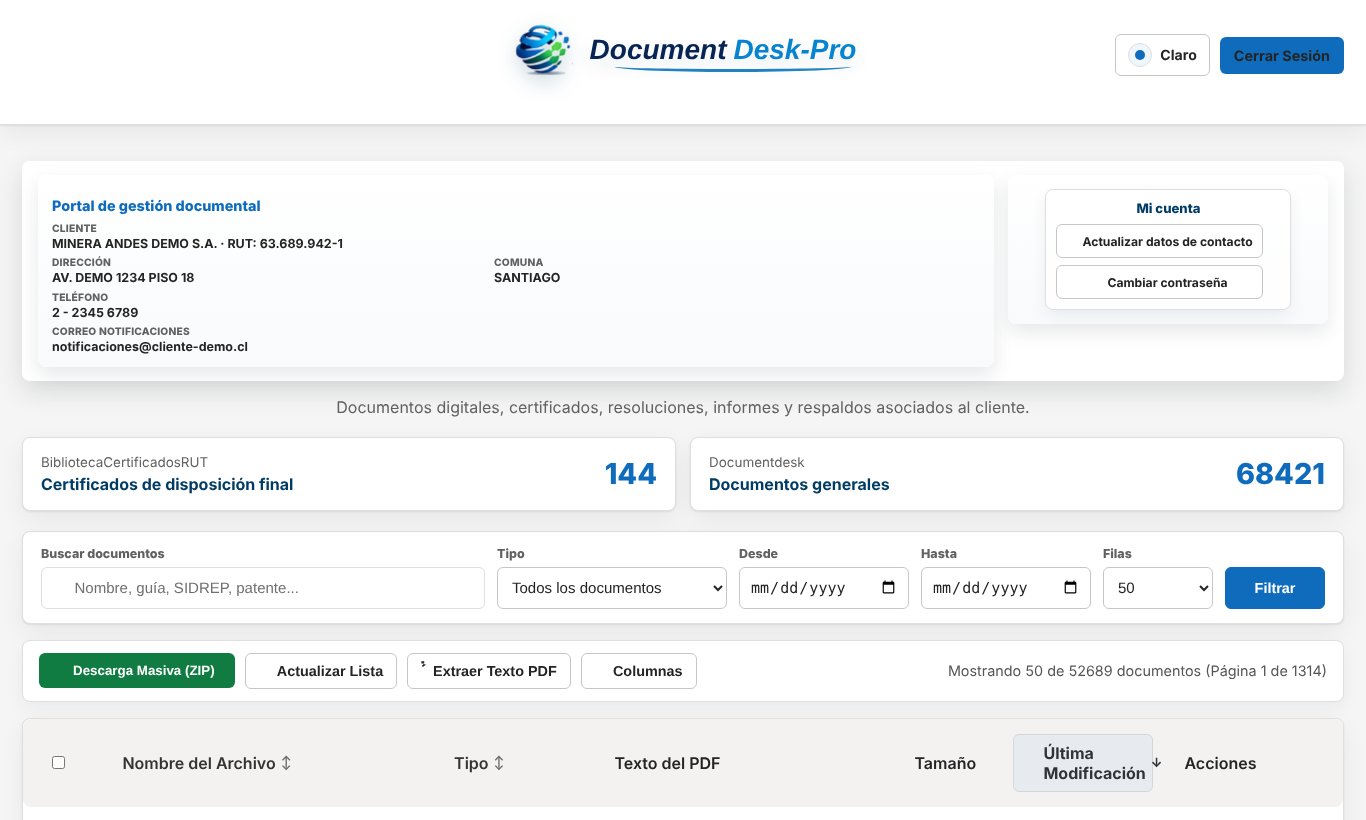 Document Desk-Pro
Claro
Cerrar Sesión
Portal de gestión documental
CLIENTE
MINERA ANDES DEMO S.A. · RUT: 63.689.942-1
DIRECCIÓN
AV. DEMO 1234 PISO 18
COMUNA
SANTIAGO
TELÉFONO
2 - 2345 6789
CORREO NOTIFICACIONES
notificaciones@cliente-demo.cl
Mi cuenta
Actualizar datos de contacto
Cambiar contraseña
Documentos digitales, certificados, resoluciones, informes y respaldos asociados al cliente.
BibliotecaCertificadosRUT
Certificados de disposición final
144
Documentdesk
Documentos generales
68421
Buscar documentos
Nombre, guía, SIDREP, patente...
Tipo
Todos los documentos
Desde
mm/dd/yyyy
Hasta
mm/dd/yyyy
Filas
50
Filtrar
Descarga Masiva (ZIP)
Actualizar Lista
Extraer Texto PDF
Columnas
Mostrando 50 de 52689 documentos (Página 1 de 1314)
Nombre del Archivo ↕
Tipo ↕
Texto del PDF
Tamaño
Última
Modificación ↓
Acciones